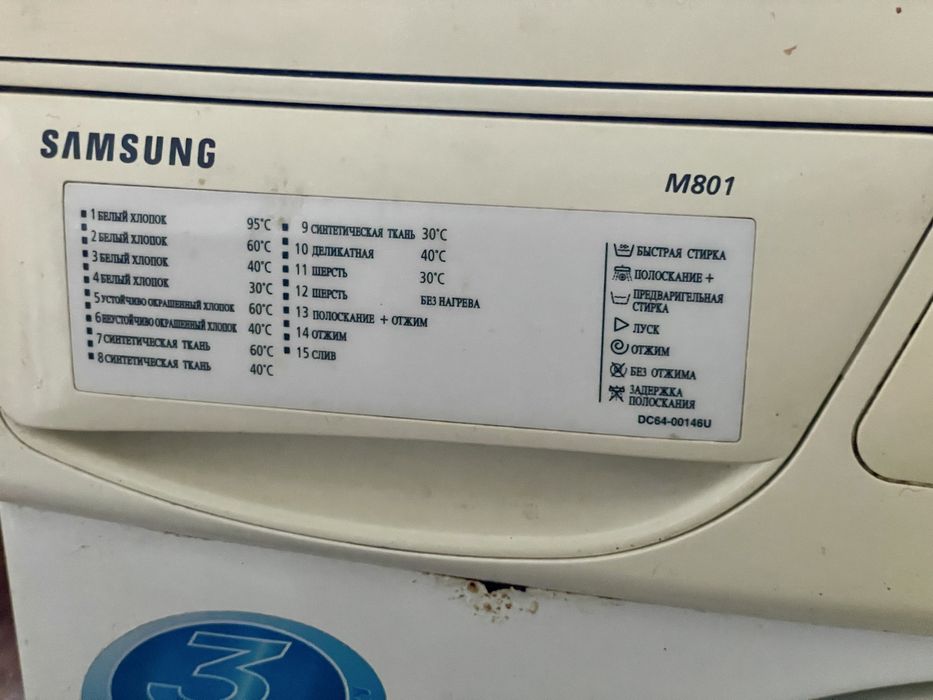 SAMSUNG
M801
1 БЕЛЫЙ ХЛОПОК 95°C
2 БЕЛЫЙ ХЛОПОК 60°C
3 БЕЛЫЙ ХЛОПОК 40°C
4 БЕЛЫЙ ХЛОПОК 30°C
5 УСТОЙЧИВО ОКРАШЕННЫЙ ХЛОПОК 60°C
6 НЕУСТОЙЧИВО ОКРАШЕННЫЙ ХЛОПОК 40°C
7 СИНТЕТИЧЕСКАЯ ТКАНЬ 60°C
8 СИНТЕТИЧЕСКАЯ ТКАНЬ 40°C
9 СИНТЕТИЧЕСКАЯ ТКАНЬ 30°C
10 ДЕЛИКАТНАЯ 40°C
11 ШЕРСТЬ 30°C
12 ШЕРСТЬ БЕЗ НАГРЕВА
13 ПОЛОСКАНИЕ + ОТЖИМ
14 ОТЖИМ
15 СЛИВ
БЫСТРАЯ СТИРКА
ПОЛОСКАНИЕ +
ПРЕДВАРИТЕЛЬНАЯ
СТИРКА
ПУСК
ОТЖИМ
БЕЗ ОТЖИМА
ЗАДЕРЖКА
ПОЛОСКАНИЯ
DC64-00146U
3